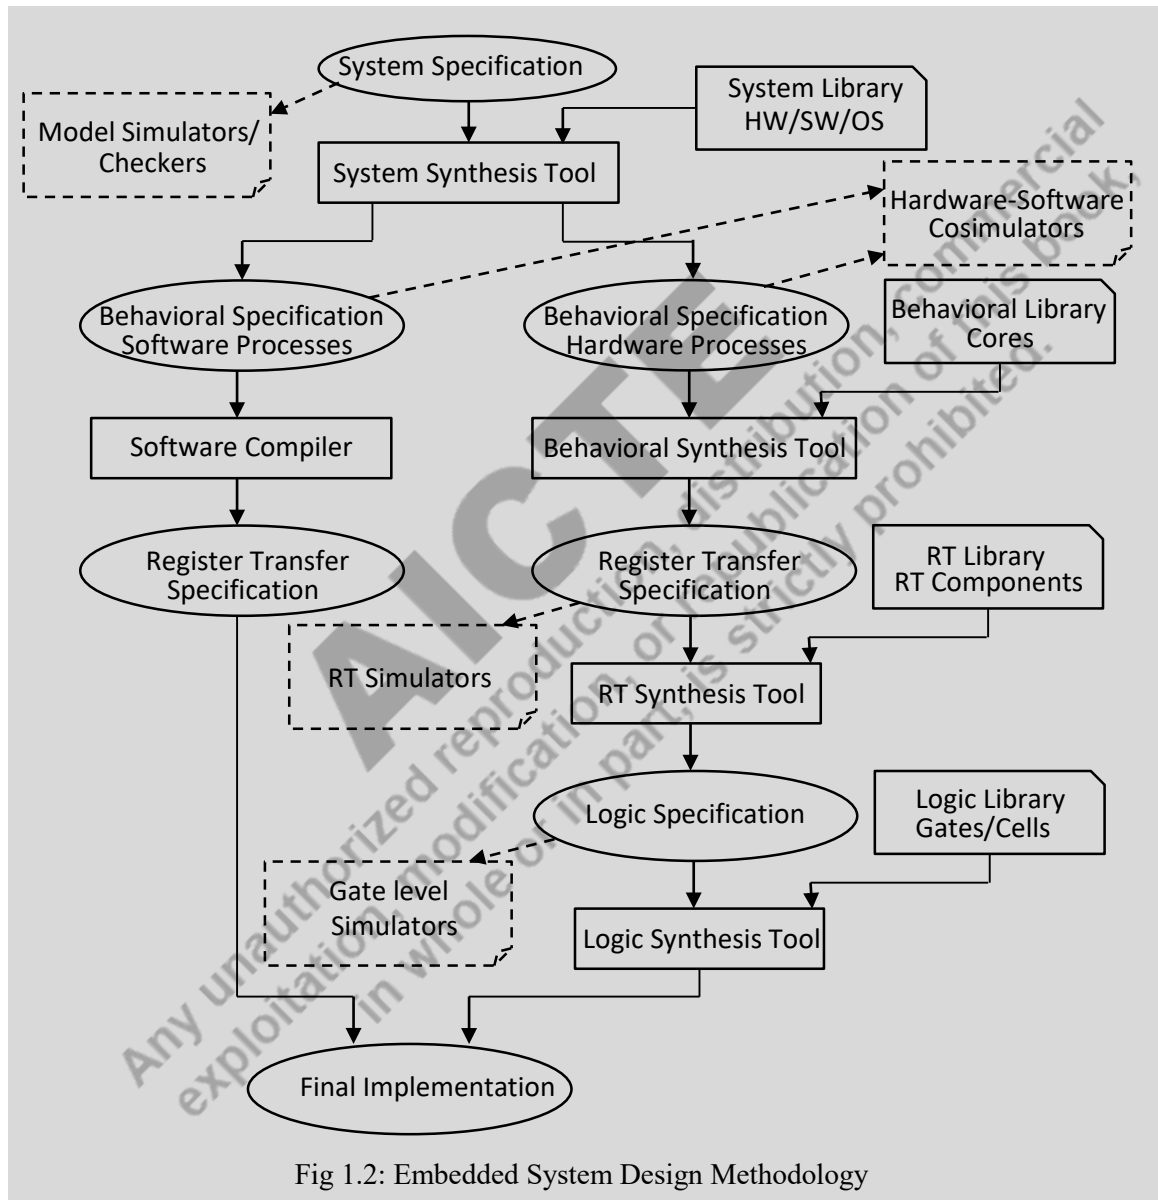 System Specification
System Library
HW/SW/OS
Model Simulators/
Checkers
System Synthesis Tool
Hardware-Software
Cosimulators
Behavioral Specification
Software Processes
Behavioral Specification
Hardware Processes
Behavioral Library
Cores
Software Compiler
Behavioral Synthesis Tool
Register Transfer
Specification
Register Transfer
Specification
RT Library
RT Components
RT Simulators
RT Synthesis Tool
Logic Specification
Logic Library
Gates/Cells
Gate level
Simulators
Logic Synthesis Tool
Final Implementation
AICTE
Any unauthorized reproduction, distribution, commercial
exploitation, modification, or republication of this book,
in whole or in part, is strictly prohibited.
Fig 1.2: Embedded System Design Methodology